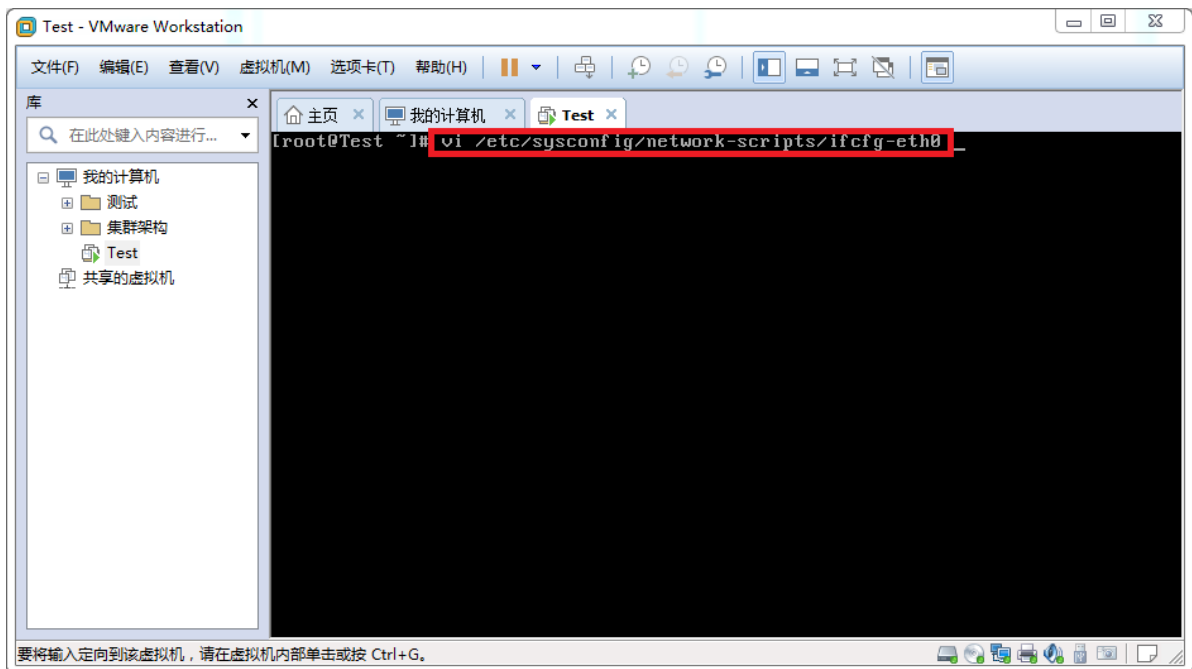 Test - VMware Workstation
文件(F) 编辑(E) 查看(V) 虚拟机(M) 选项卡(T) 帮助(H)
库
在此处键入内容进行...
我的计算机
测试
集群架构
Test
共享的虚拟机
主页 我的计算机 Test
[root@Test ~]# vi /etc/sysconfig/network-scripts/ifcfg-eth0 _
要将输入定向到该虚拟机，请在虚拟机内部单击或按 Ctrl+G。